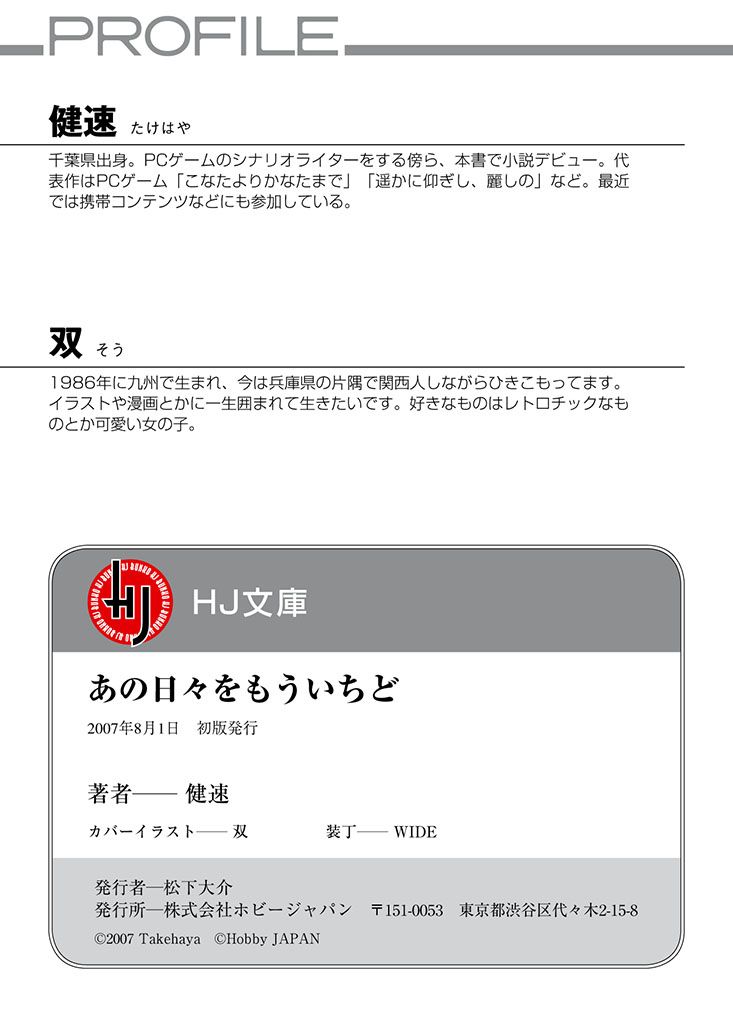 PROFILE
健速 たけはや
千葉県出身。PCゲームのシナリオライターをする傍ら、本書で小説デビュー。代
表作はPCゲーム「こなたよりかなたまで」「遥かに仰ぎし、麗しの」など。最近
では携帯コンテンツなどにも参加している。
双 そう
1986年に九州で生まれ、今は兵庫県の片隅で関西人しながらひきこもってます。
イラストや漫画とかに一生囲まれて生きたいです。好きなものはレトロチックなも
のとか可愛い女の子。
HJ
HJ文庫
あの日々をもういちど
2007年8月1日　初版発行
著者── 健速
カバーイラスト── 双　装丁── WIDE
発行者─松下大介
発行所─株式会社ホビージャパン　〒151-0053　東京都渋谷区代々木2-15-8
©2007 Takehaya　©Hobby JAPAN